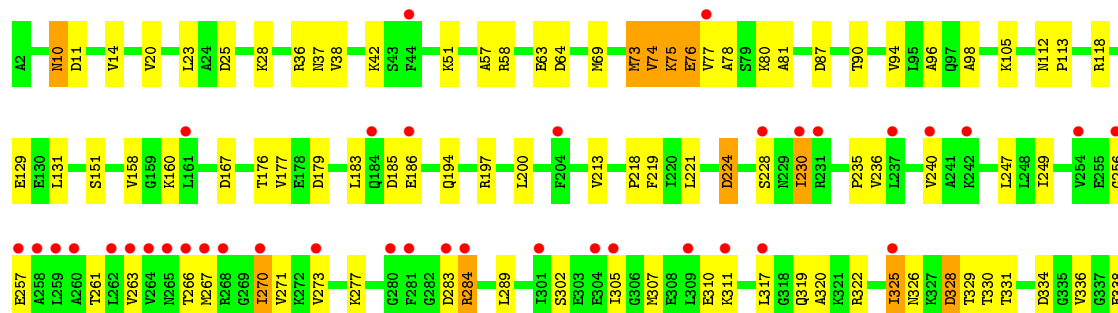 A2 N10 D11 V14 V20 L23 A24 D25 K28 R36 N37 V38 K42 S43 F44 K51 A57 R58 E63 D64 M69 M73 V74 K75 E76 V77 A78 S79 K80 A81 D87 T90 V94 L95 A96 Q97 A98 K105 N112 P113 R118
E129 E130 L131 S151 V158 G159 K160 L161 D167 T176 V177 E178 D179 L183 Q184 D185 E186 Q194 R197 L200 F204 V213 P218 F219 I220 L221 D224 S228 N229 I230 R231 P235 V236 L237 V240 A241 K242 L247 L248 I249 V254 E255
E257 A258 L259 A260 T261 L262 V263 V264 N265 T266 M267 R268 G269 I270 V271 K272 V273 K277 G280 F281 G282 D283 R284 L289 I301 S302 E303 E304 I305 G306 M307 E308 L309 E310 K311 L317 G318 Q319 A320 K321 R322 I325 N326 K327 D328 T329 T330 T331 D334 G335 V336 G337